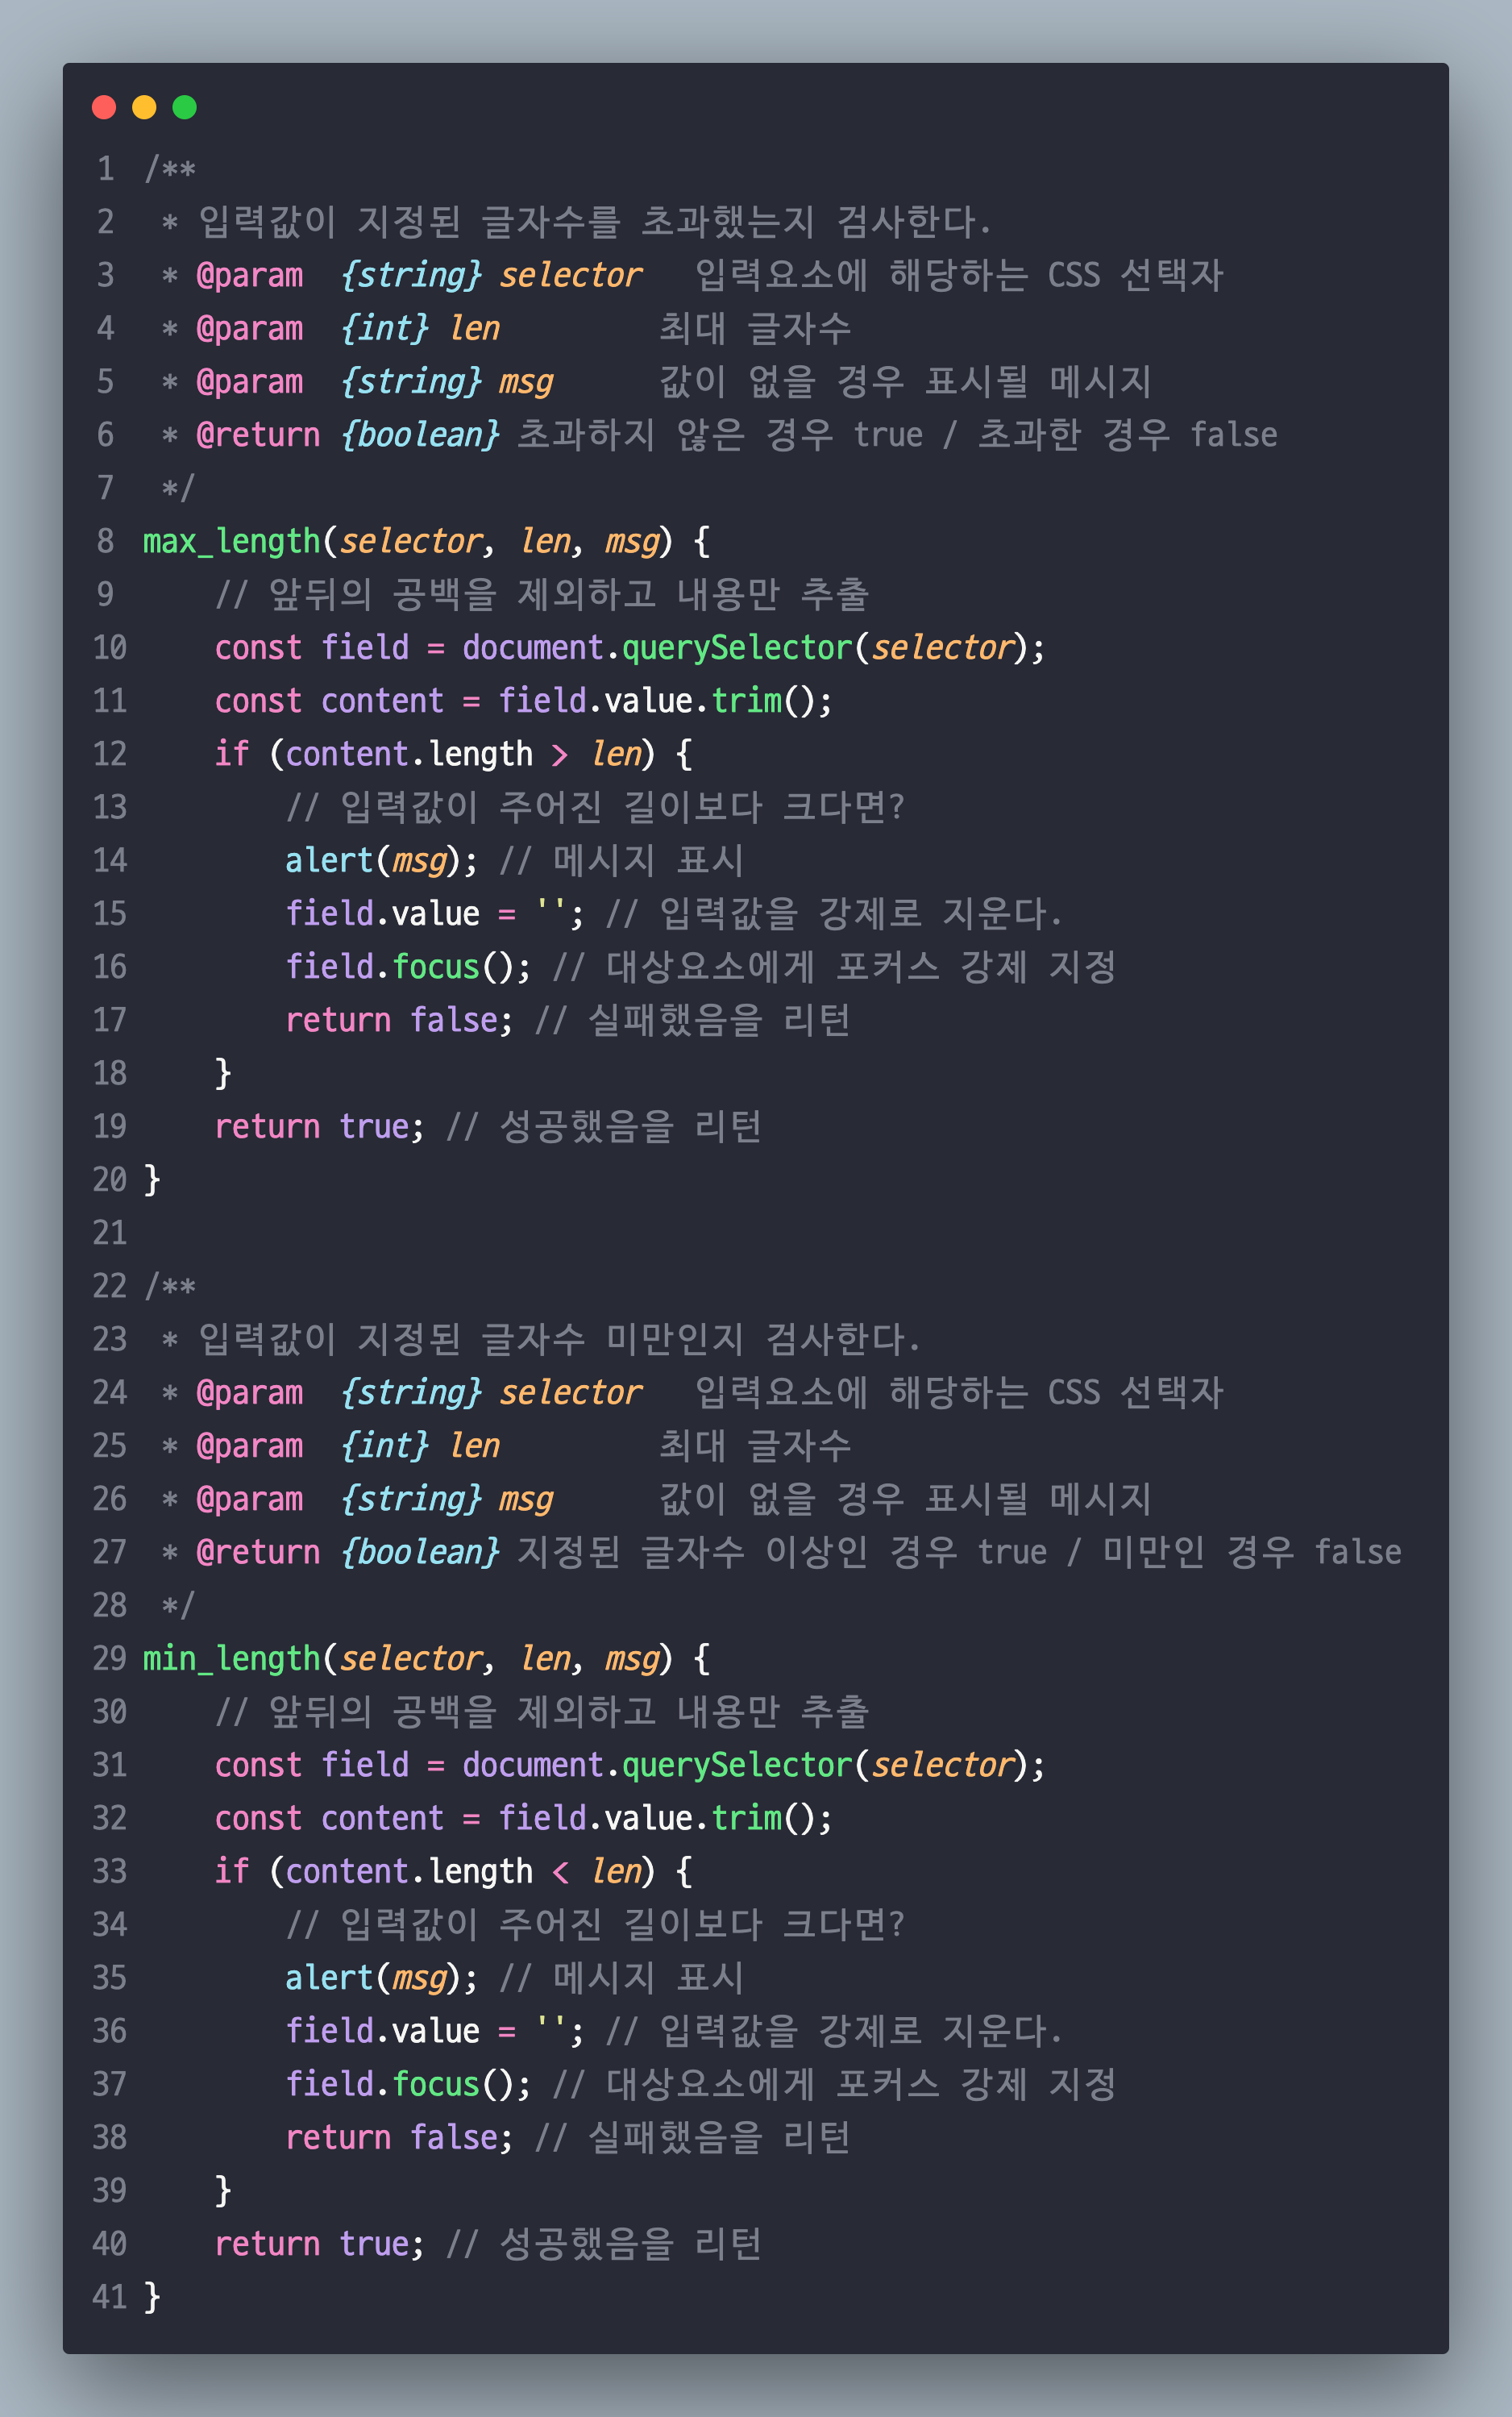 1 /**
2  * 입력값이 지정된 글자수를 초과했는지 검사한다.
3  * @param  {string} selector   입력요소에 해당하는 CSS 선택자
4  * @param  {int} len         최대 글자수
5  * @param  {string} msg      값이 없을 경우 표시될 메시지
6  * @return {boolean} 초과하지 않은 경우 true / 초과한 경우 false
7  */
8 max_length(selector, len, msg) {
9     // 앞뒤의 공백을 제외하고 내용만 추출
10     const field = document.querySelector(selector);
11     const content = field.value.trim();
12     if (content.length > len) {
13         // 입력값이 주어진 길이보다 크다면?
14         alert(msg); // 메시지 표시
15         field.value = ''; // 입력값을 강제로 지운다.
16         field.focus(); // 대상요소에게 포커스 강제 지정
17         return false; // 실패했음을 리턴
18     }
19     return true; // 성공했음을 리턴
20 }
21
22 /**
23  * 입력값이 지정된 글자수 미만인지 검사한다.
24  * @param  {string} selector   입력요소에 해당하는 CSS 선택자
25  * @param  {int} len         최대 글자수
26  * @param  {string} msg      값이 없을 경우 표시될 메시지
27  * @return {boolean} 지정된 글자수 이상인 경우 true / 미만인 경우 false
28  */
29 min_length(selector, len, msg) {
30     // 앞뒤의 공백을 제외하고 내용만 추출
31     const field = document.querySelector(selector);
32     const content = field.value.trim();
33     if (content.length < len) {
34         // 입력값이 주어진 길이보다 크다면?
35         alert(msg); // 메시지 표시
36         field.value = ''; // 입력값을 강제로 지운다.
37         field.focus(); // 대상요소에게 포커스 강제 지정
38         return false; // 실패했음을 리턴
39     }
40     return true; // 성공했음을 리턴
41 }